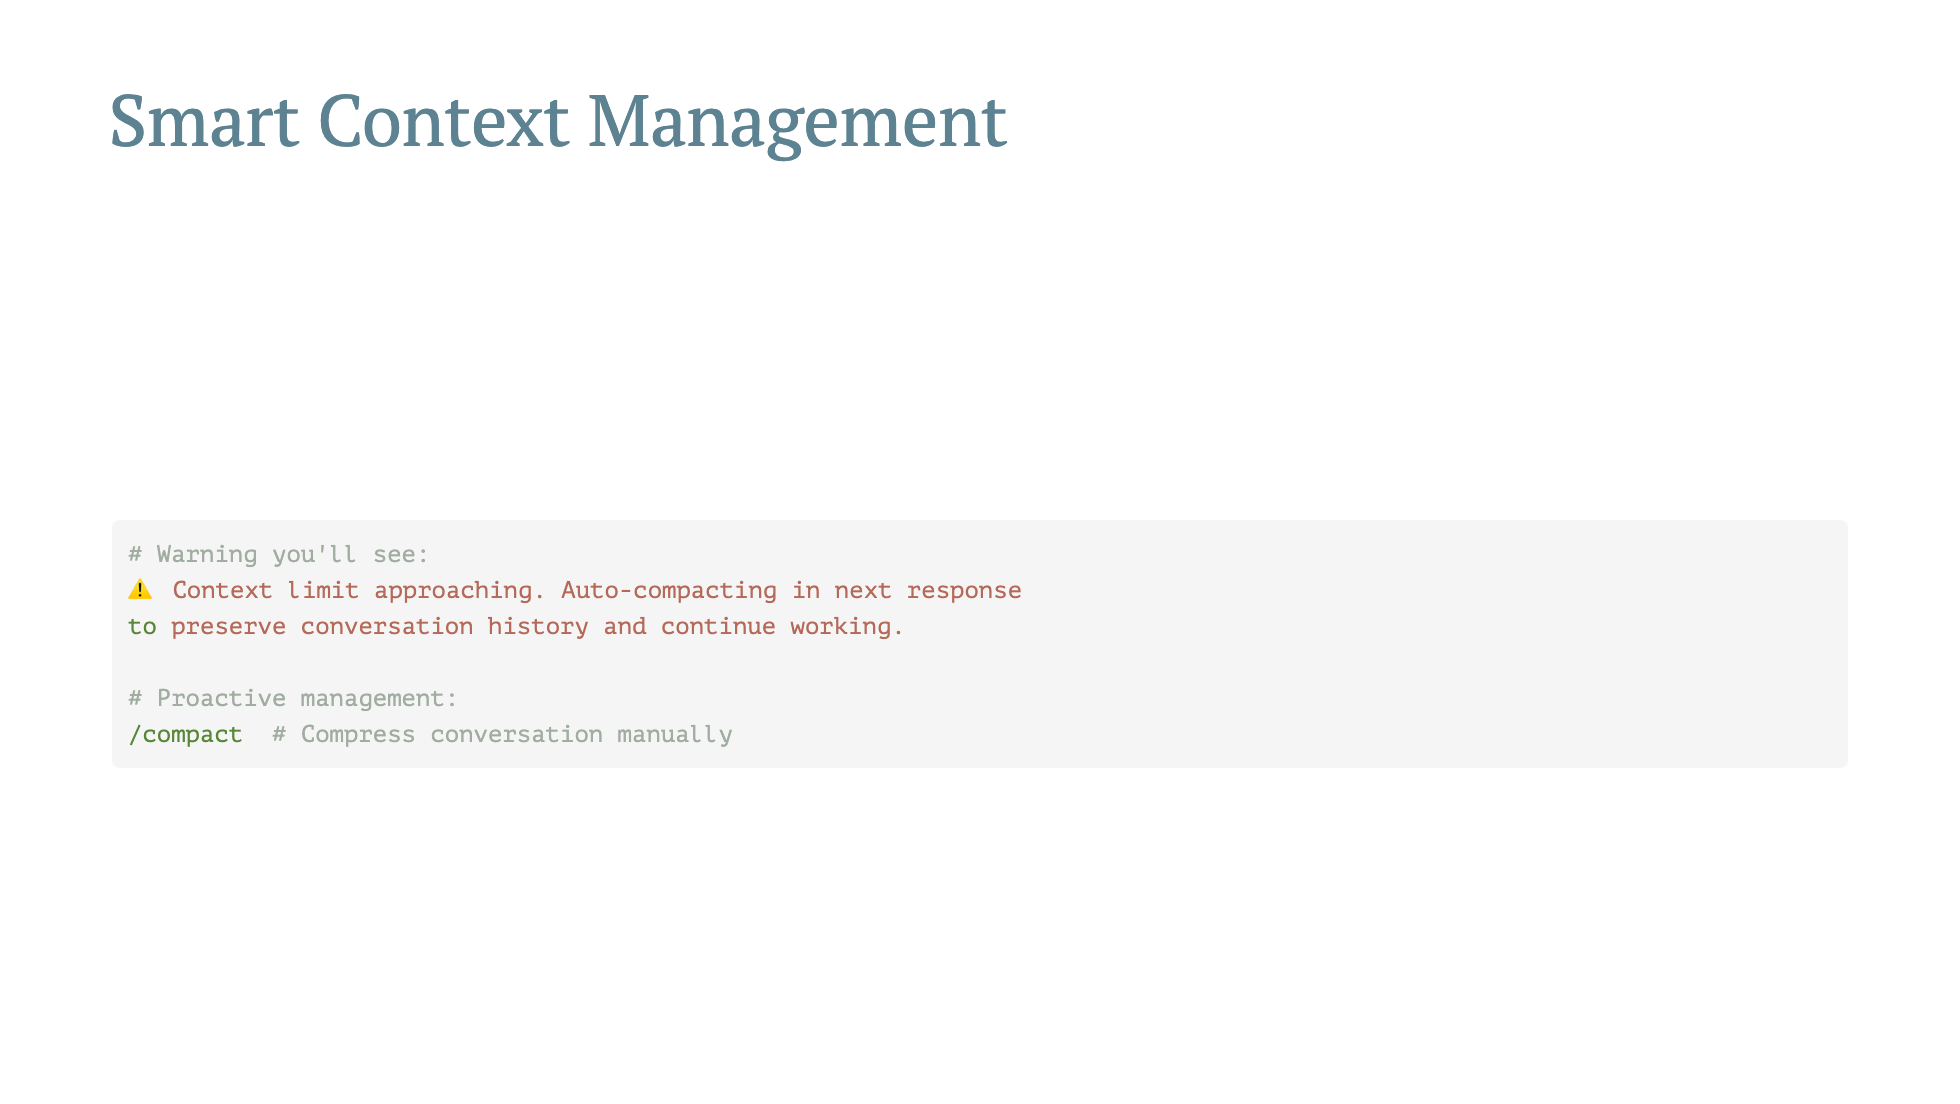 Smart Context Management
# Warning you'll see:
⚠️ Context limit approaching. Auto-compacting in next response
to preserve conversation history and continue working.
# Proactive management:
/compact  # Compress conversation manually